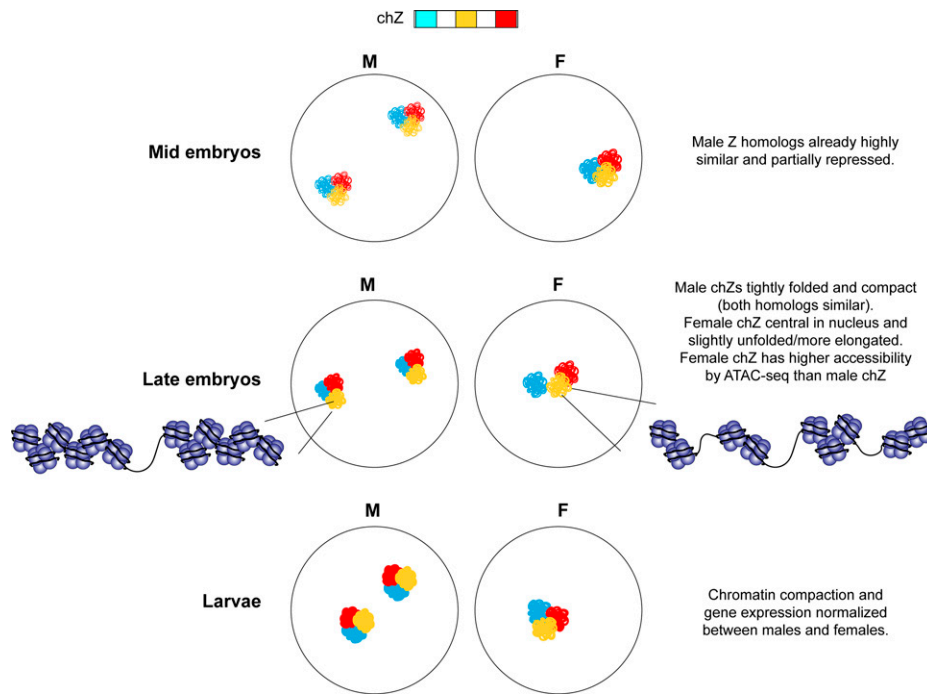 chZ
M
F
Mid embryos
Male Z homologs already highly
similar and partially repressed.
M
F
Late embryos
Male chZs tightly folded and compact
(both homologs similar).
Female chZ central in nucleus and
slightly unfolded/more elongated.
Female chZ has higher accessibility
by ATAC-seq than male chZ
M
F
Larvae
Chromatin compaction and
gene expression normalized
between males and females.